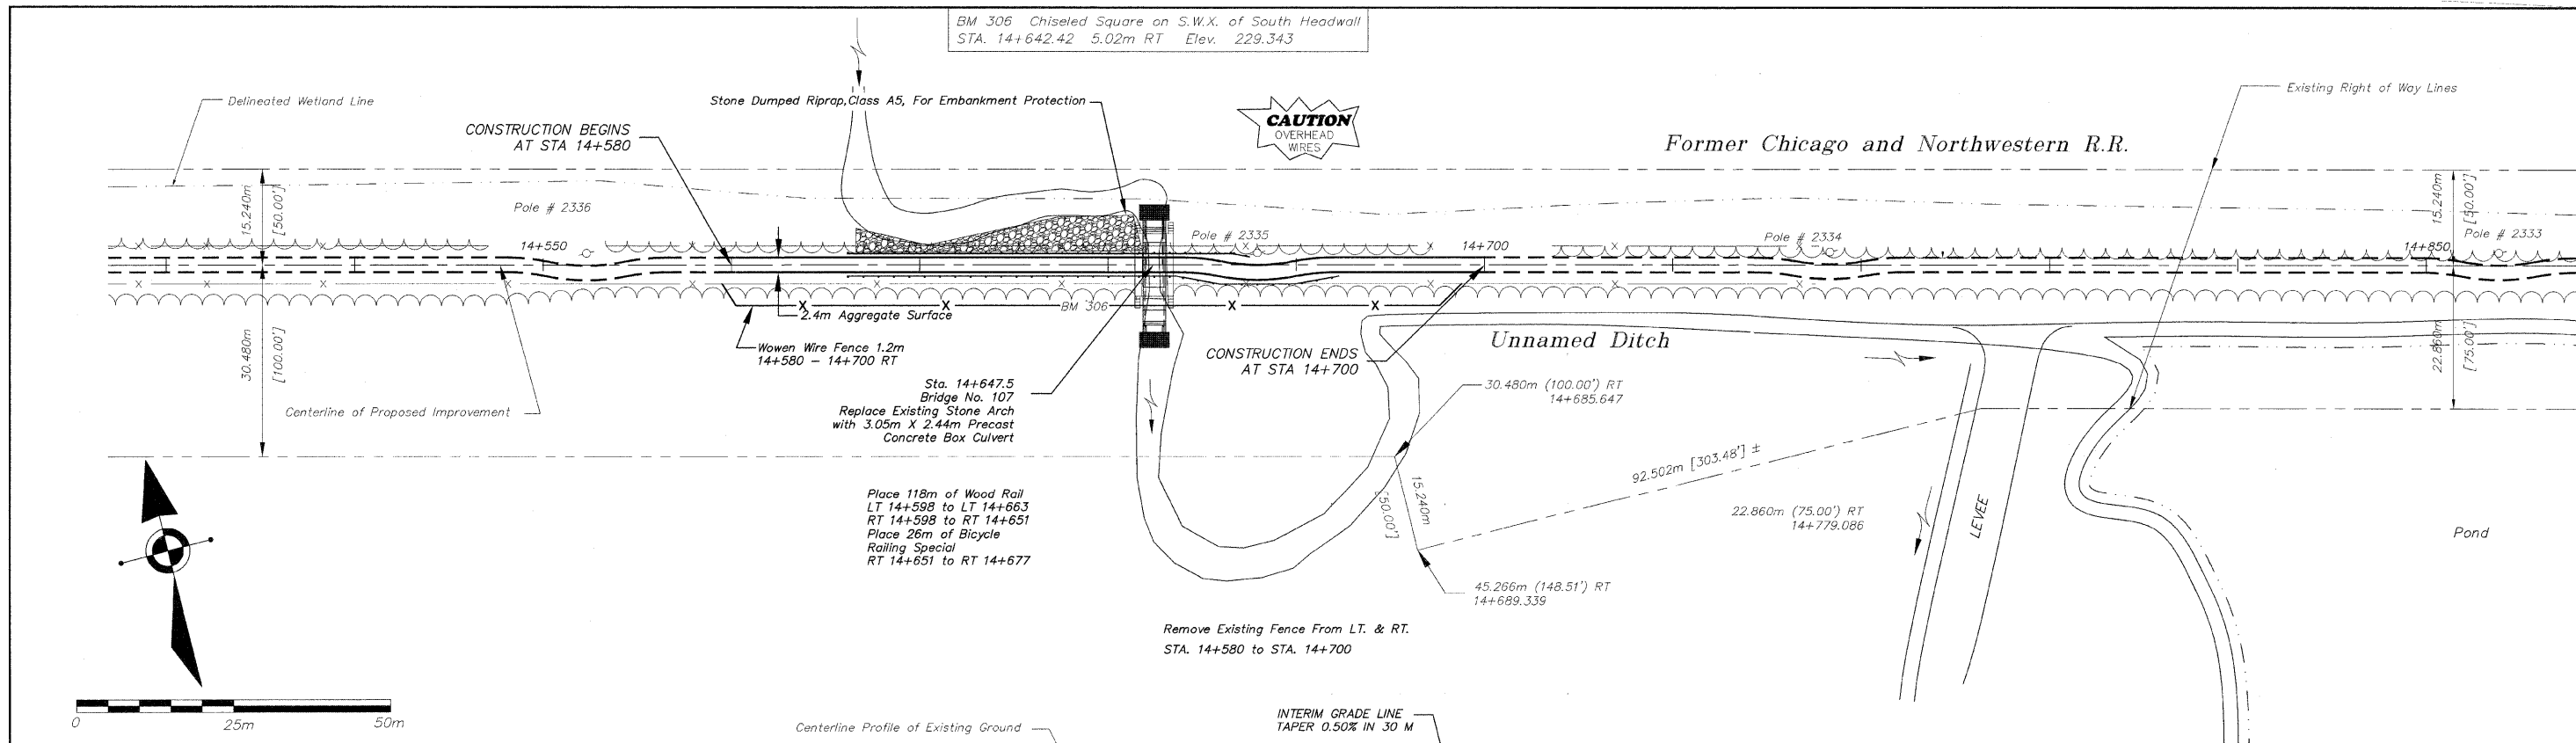 BM 306 Chiseled Square on S.W.X. of South Headwall
STA. 14+642.42 5.02m RT Elev. 229.343
Delineated Wetland Line
CONSTRUCTION BEGINS
AT STA 14+580
Stone Dumped Riprap,Class A5, For Embankment Protection
CAUTION
OVERHEAD
WIRES
Former Chicago and Northwestern R.R.
Existing Right of Way Lines
15.240m
[50.00']
Pole # 2336
14+550
Pole # 2335
14+700
Pole # 2334
14+850
Pole # 2333
15.240m
[50.00']
30.480m
[100.00']
Centerline of Proposed Improvement
2.4m Aggregate Surface
BM 306
Wowen Wire Fence 1.2m
14+580 – 14+700 RT
Sta. 14+647.5
Bridge No. 107
Replace Existing Stone Arch
with 3.05m X 2.44m Precast
Concrete Box Culvert
CONSTRUCTION ENDS
AT STA 14+700
Unnamed Ditch
30.480m (100.00') RT
14+685.647
22.860m
[75.00']
92.502m [303.48'] ±
15.240m
[50.00']
22.860m (75.00') RT
14+779.086
LEVEE
Pond
Place 118m of Wood Rail
LT 14+598 to LT 14+663
RT 14+598 to RT 14+651
Place 26m of Bicycle
Railing Special
RT 14+651 to RT 14+677
45.266m (148.51') RT
14+689.339
Remove Existing Fence From LT. & RT.
STA. 14+580 to STA. 14+700
0 25m 50m
Centerline Profile of Existing Ground
INTERIM GRADE LINE
TAPER 0.50% IN 30 M